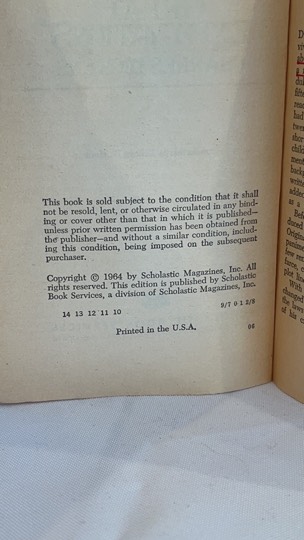 This book is sold subject to the condition that it shall
not be resold, lent, or otherwise circulated in any bind-
ing or cover other than that in which it is published—
unless prior written permission has been obtained from
the publisher—and without a similar condition, includ-
ing this condition, being imposed on the subsequent
purchaser.
Copyright © 1964 by Scholastic Magazines, Inc. All
rights reserved. This edition is published by Scholastic
Book Services, a division of Scholastic Magazines, Inc.
14 13 12 11 10
9/7 0 1 2/8
Printed in the U.S.A.
06